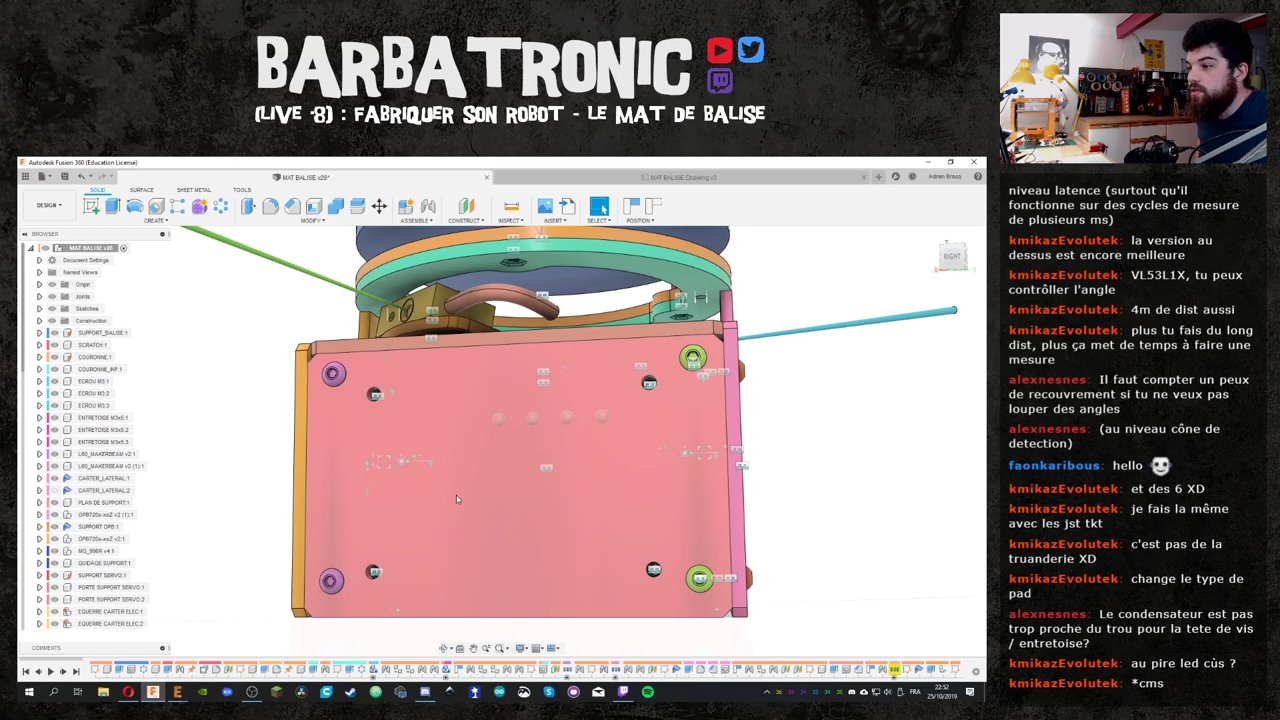 BARBATRONIC
(LIVE #8) : FABRIQUER SON ROBOT - LE MAT DE BALISE
Autodesk Fusion 360 (Education License)
MAT BALISE v28*
MAT BALISE Drawing v3
Adrien Bracq
SOLID
SURFACE
SHEET METAL
TOOLS
DESIGN
CREATE
MODIFY
ASSEMBLE
CONSTRUCT
INSPECT
INSERT
SELECT
POSITION
BROWSER
MAT BALISE v28
Document Settings
Named Views
Origin
Joints
Sketches
Construction
SUPPORT_BALISE:1
SCRATCH:1
COURONNE:1
COURONNE_INF:1
ECROU M3:1
ECROU M3:2
ECROU M3:3
ENTRETOISE M3x5:1
ENTRETOISE M3x5:2
ENTRETOISE M3x5:3
L60_MAKERBEAM v2:1
L60_MAKERBEAM v2 (1):1
CARTER_LATERAL:1
CARTER_LATERAL:2
PLAN DE SUPPORT:1
OPB720x-xxZ v2 (1):1
SUPPORT OPB:1
OPB720x-xxZ v2:1
MG_996R v4:1
GUIDAGE SUPPORT:1
SUPPORT SERVO:1
PORTE SUPPORT SERVO:1
PORTE SUPPORT SERVO:2
EQUERRE CARTER ELEC:1
EQUERRE CARTER ELEC:2
COMMENTS
RIGHT
niveau latence (surtout qu'il
fonctionne sur des cycles de mesure
de plusieurs ms)
kmikazEvolutek: la version au
dessus est encore meilleure
kmikazEvolutek: VL53L1X, tu peux
contrôller l'angle
kmikazEvolutek: 4m de dist aussi
kmikazEvolutek: plus tu fais du long
dist, plus ça met de temps à faire une
mesure
alexnesnes: Il faut compter un peux
de recouvrement si tu ne veux pas
louper des angles
alexnesnes: (au niveau cône de
detection)
faonkaribous: hello
kmikazEvolutek: et des 6 XD
kmikazEvolutek: je fais la même
avec les jst tkt
kmikazEvolutek: c'est pas de la
truanderie XD
kmikazEvolutek: change le type de
pad
alexnesnes: Le condensateur est pas
trop proche du trou pour la tete de vis
/ entretoise?
kmikazEvolutek: au pire led cùs ?
kmikazEvolutek: *cms
FRA
22:52
25/10/2019